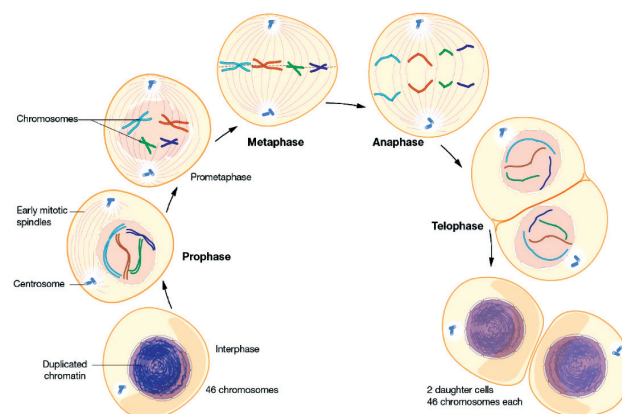 Chromosomes
Metaphase
Anaphase
Prometaphase
Early mitotic
spindles
Telophase
Prophase
Centrosome
Interphase
Duplicated
chromatin
46 chromosomes
2 daughter cells
46 chromosomes each